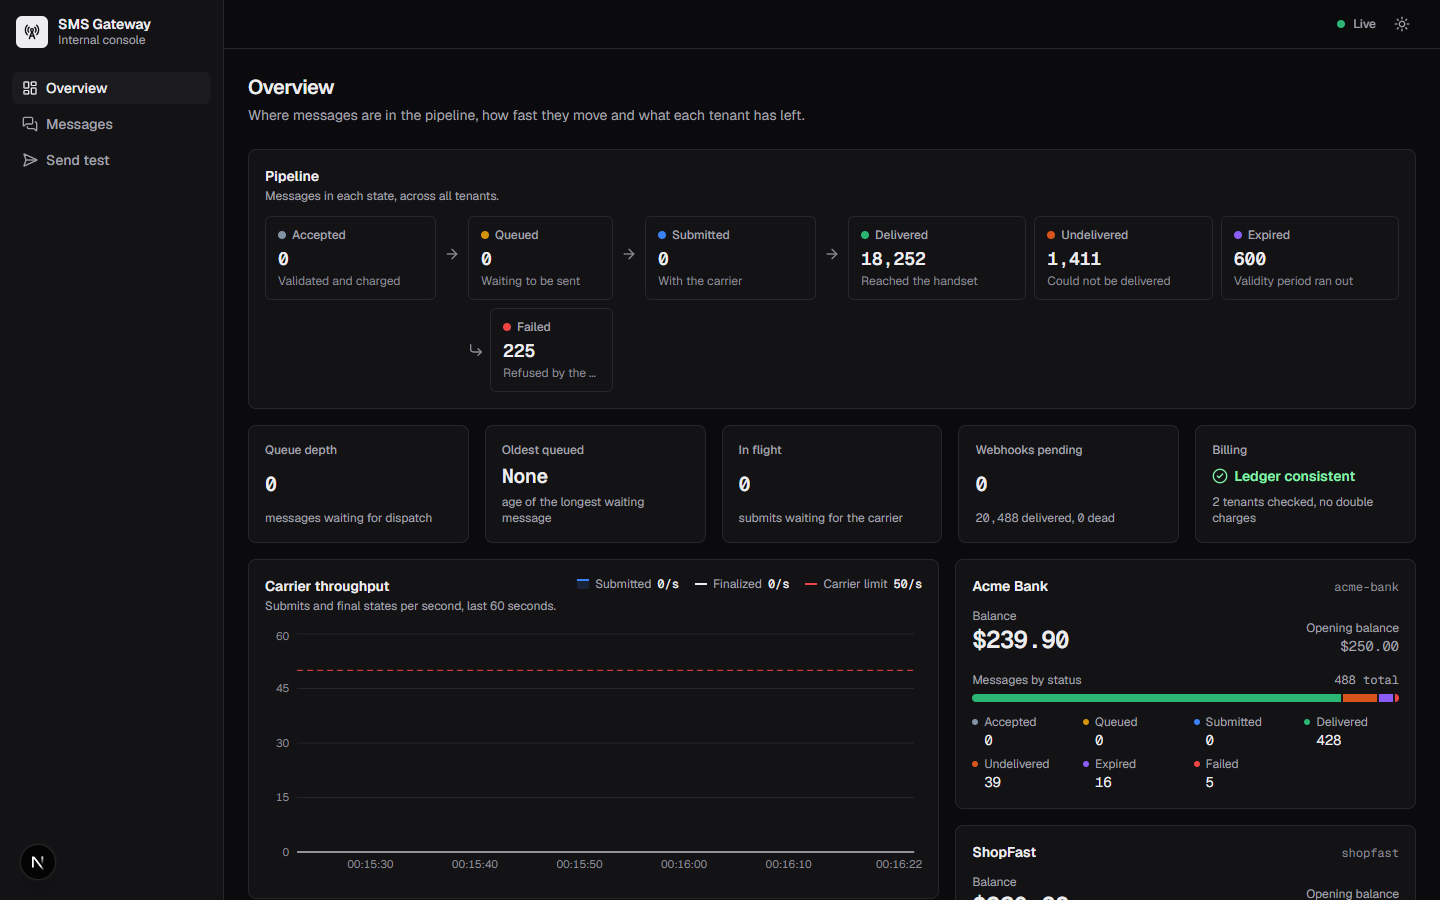 SMS Gateway
Internal console
Live
Overview
Messages
Send test
Overview
Where messages are in the pipeline, how fast they move and what each tenant has left.
Pipeline
Messages in each state, across all tenants.
Accepted
0
Validated and charged
Queued
0
Waiting to be sent
Submitted
0
With the carrier
Delivered
18,252
Reached the handset
Undelivered
1,411
Could not be delivered
Expired
600
Validity period ran out
Failed
225
Refused by the ...
Queue depth
0
messages waiting for dispatch
Oldest queued
None
age of the longest waiting
message
In flight
0
submits waiting for the carrier
Webhooks pending
0
20,488 delivered, 0 dead
Billing
Ledger consistent
2 tenants checked, no double
charges
Carrier throughput
Submits and final states per second, last 60 seconds.
Submitted 0/s
Finalized 0/s
Carrier limit 50/s
60
45
30
15
0
00:15:30
00:15:40
00:15:50
00:16:00
00:16:10
00:16:22
Acme Bank
acme-bank
Balance
$239.90
Opening balance
$250.00
Messages by status
488 total
Accepted
0
Queued
0
Submitted
0
Delivered
428
Undelivered
39
Expired
16
Failed
5
ShopFast
shopfast
Balance
Opening balance
N